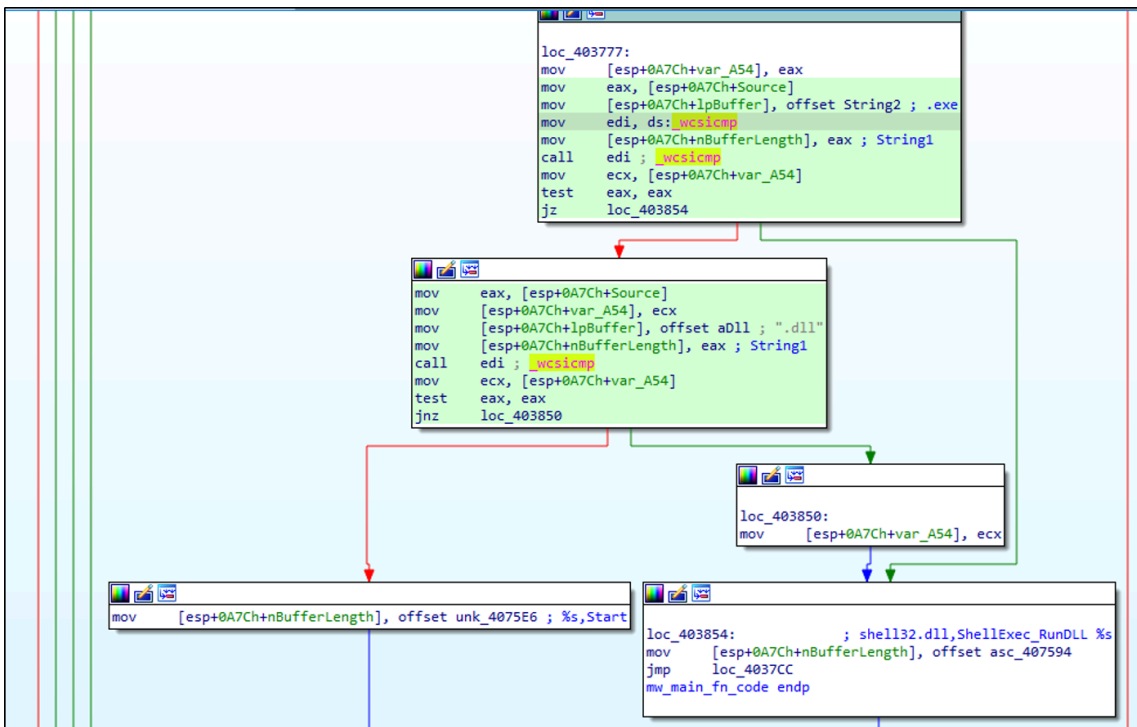 loc_403777:
mov [esp+0A7Ch+var_A54], eax
mov eax, [esp+0A7Ch+Source]
mov [esp+0A7Ch+lpBuffer], offset String2 ; .exe
mov edi, ds:_wcsicmp
mov [esp+0A7Ch+nBufferLength], eax ; String1
call edi ; _wcsicmp
mov ecx, [esp+0A7Ch+var_A54]
test eax, eax
jz loc_403854
mov eax, [esp+0A7Ch+Source]
mov [esp+0A7Ch+var_A54], ecx
mov [esp+0A7Ch+lpBuffer], offset aDll ; ".dll"
mov [esp+0A7Ch+nBufferLength], eax ; String1
call edi ; _wcsicmp
mov ecx, [esp+0A7Ch+var_A54]
test eax, eax
jnz loc_403850
loc_403850:
mov [esp+0A7Ch+var_A54], ecx
mov [esp+0A7Ch+nBufferLength], offset unk_4075E6 ; %s,Start
loc_403854: ; shell32.dll,ShellExec_RunDLL %s
mov [esp+0A7Ch+nBufferLength], offset asc_407594
jmp loc_4037CC
mw_main_fn_code endp